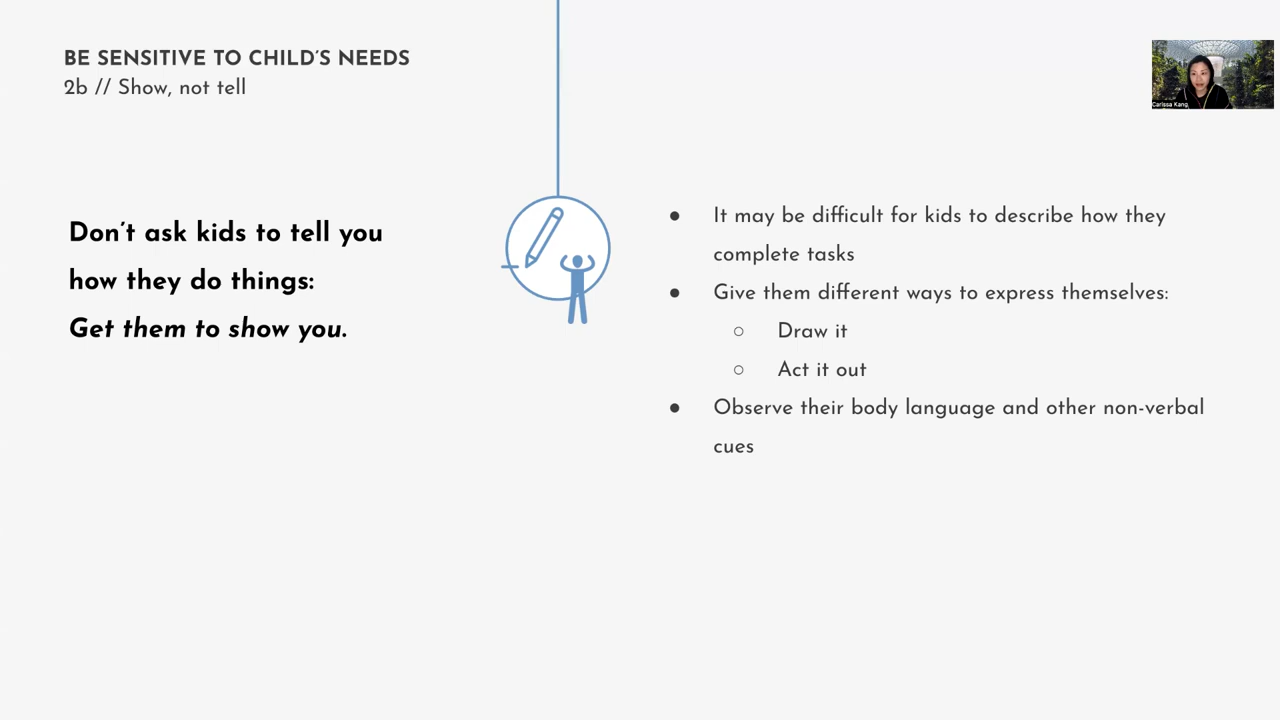 BE SENSITIVE TO CHILD'S NEEDS
2b // Show, not tell
Carissa Kang
Don't ask kids to tell you
how they do things:
Get them to show you.
● It may be difficult for kids to describe how they
complete tasks
● Give them different ways to express themselves:
○ Draw it
○ Act it out
● Observe their body language and other non-verbal
cues